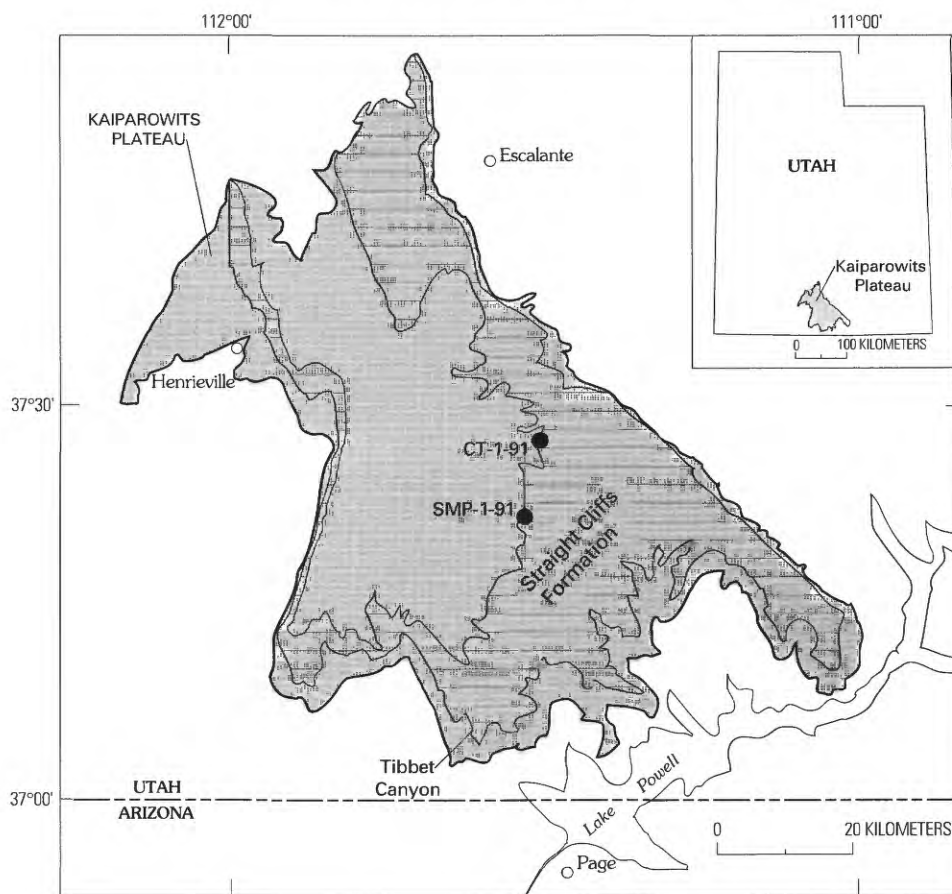 112°00'
111°00'
KAIPAROWITS
PLATEAU
Escalante
UTAH
Kaiparowits
Plateau
0 100 KILOMETERS
Henrieville
37°30'
CT-1-91
SMP-1-91
Straight Cliffs
Formation
Tibbet
Canyon
Lake Powell
37°00'
UTAH
ARIZONA
0 20 KILOMETERS
Page